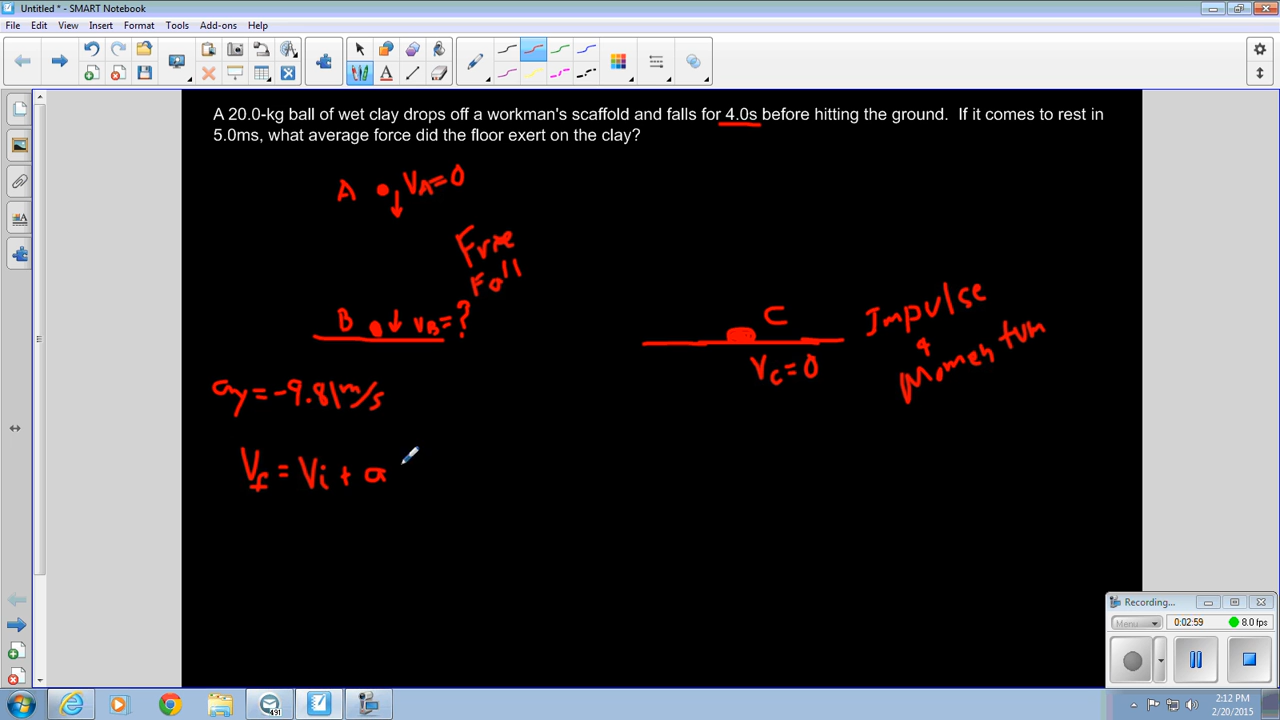 Untitled * - SMART Notebook
File Edit View Insert Format Tools Add-ons Help
A 20.0-kg ball of wet clay drops off a workman's scaffold and falls for 4.0s before hitting the ground. If it comes to rest in
5.0ms, what average force did the floor exert on the clay?
A VA=0
Free
Fall
B VB=?
C
VC=0
Impulse
&
Momentum
ay=-9.81m/s
Vf=Vi+a
Recording...
Menu 0:02:59 8.0 fps
491
2:12 PM
2/20/2015